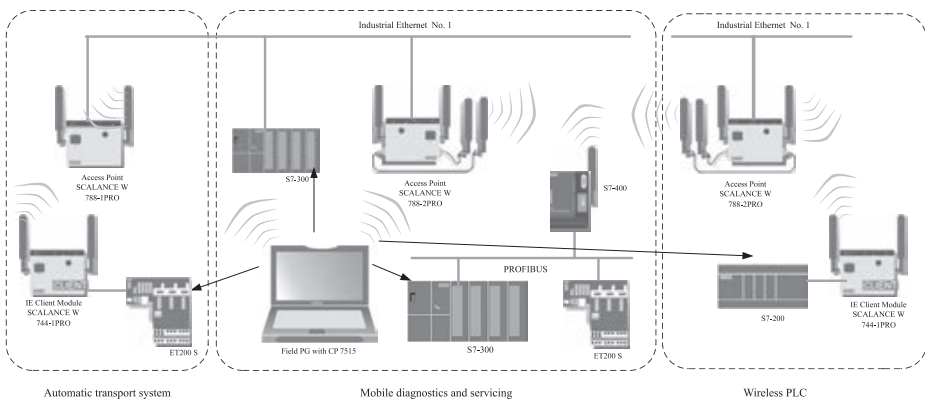 Industrial Ethernet No. 1
Industrial Ethernet No. 1
Access Point
SCALANCE W
788-1PRO
S7-300
Access Point
SCALANCE W
788-2PRO
S7-400
Access Point
SCALANCE W
788-2PRO
IE Client Module
SCALANCE W
744-1PRO
ET200 S
Field PG with CP 7515
PROFIBUS
S7-300
ET200 S
S7-200
IE Client Module
SCALANCE W
744-1PRO
Automatic transport system
Mobile diagnostics and servicing
Wireless PLC